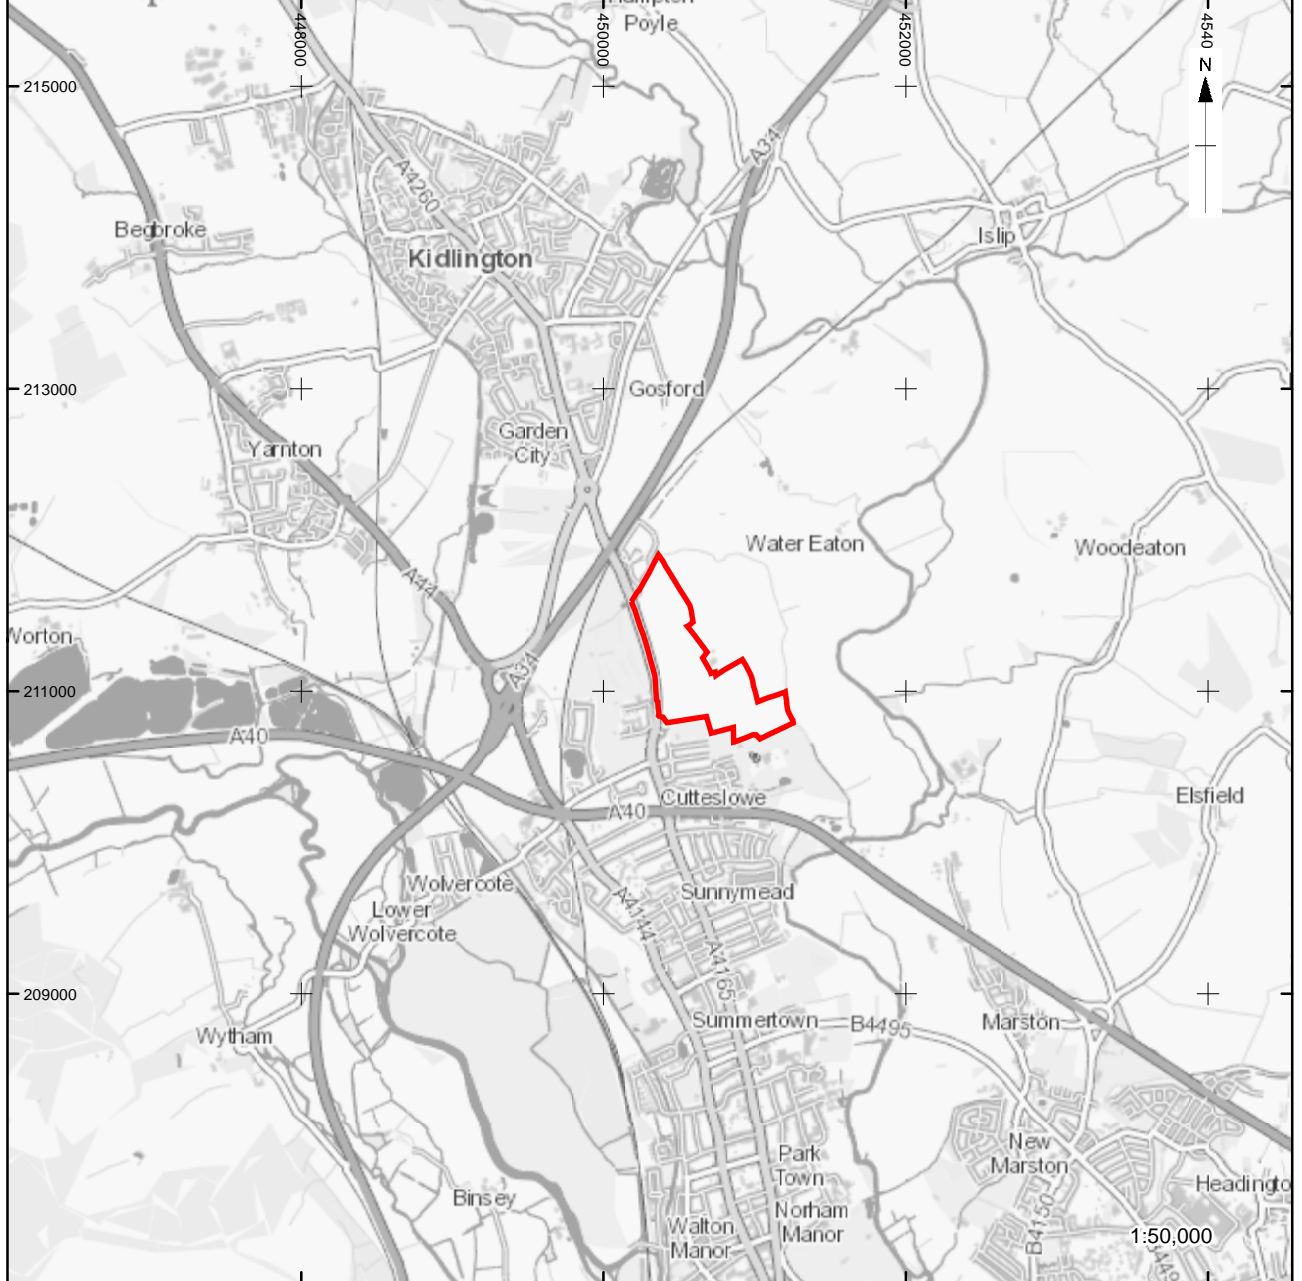 Hampton
Poyle
448000
450000
452000
4540
N
215000
A34
A4260
Begbroke
Islip
Kidlington
213000
Gosford
Garden
City
Yarnton
Water Eaton
Woodeaton
A44
Worton
A34
211000
A40
Cutteslowe
Elsfield
A40
Wolvercote
Sunnymead
Lower
Wolvercote
A4144
A4165
209000
Summertown
B4495
Marston
Wytham
New
Marston
Park
Town
Headingto
Binsey
Norham
Manor
Walton
Manor
B4150
1:50,000